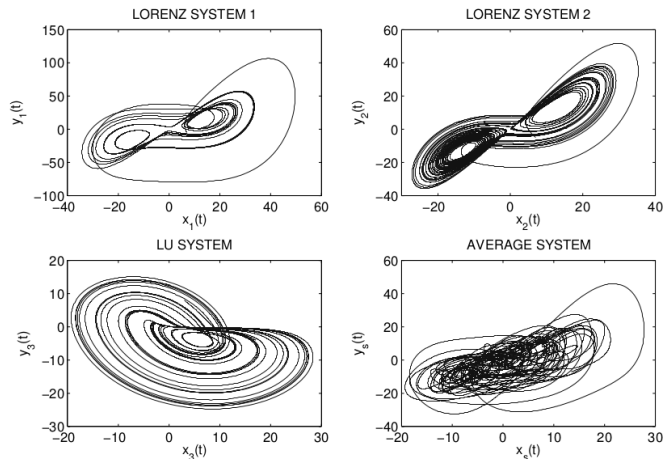 LORENZ SYSTEM 1
150
100
50
0
−50
−100
y1(t)
−40 −20 0 20 40 60
x1(t)
LORENZ SYSTEM 2
60
40
20
0
−20
−40
y2(t)
−20 0 20 40
x2(t)
LU SYSTEM
20
10
0
−10
−20
−30
y3(t)
−20 −10 0 10 20 30
x3(t)
AVERAGE SYSTEM
60
40
20
0
−20
−40
ys(t)
−20 −10 0 10 20 30
xs(t)